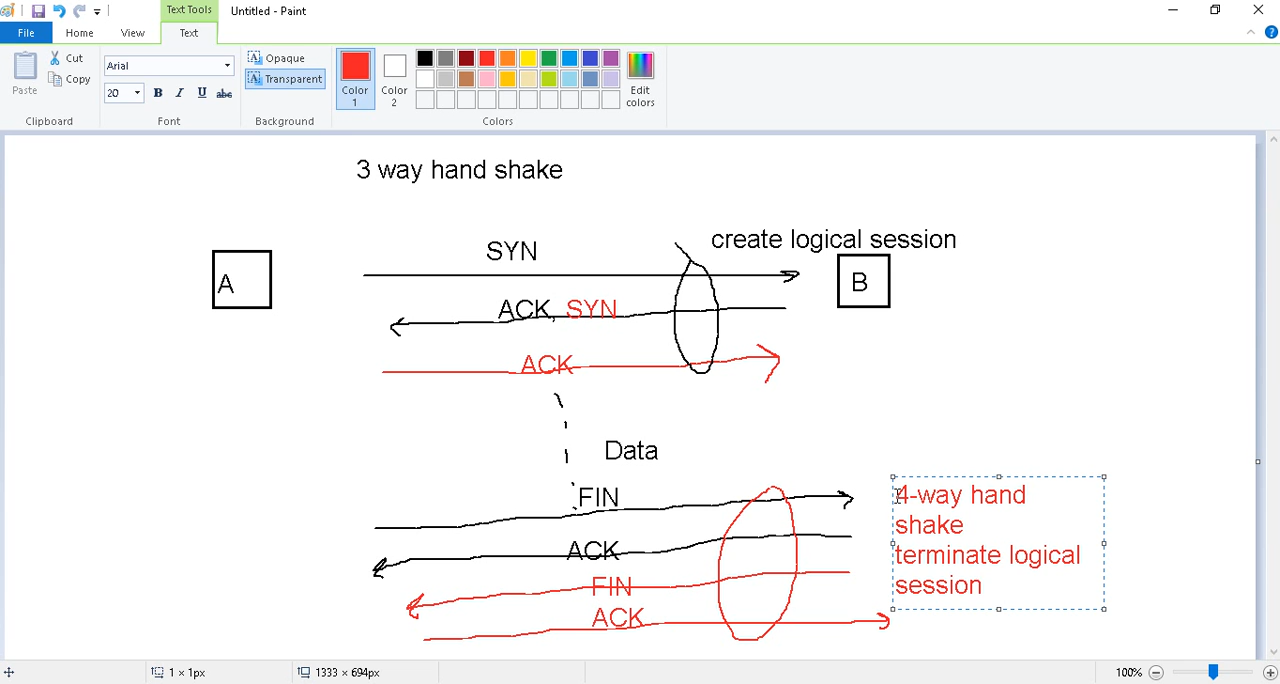 Text Tools
Untitled - Paint
File
Home
View
Text
Paste
Cut
Copy
Clipboard
Arial
20
B I U abc
Font
A Opaque
A Transparent
Background
Color 1
Color 2
Edit colors
Colors
3 way hand shake
create logical session
SYN
A
B
ACK, SYN
ACK
Data
FIN
4-way hand
shake
ACK
terminate logical
FIN
session
ACK
1 × 1px
1333 × 694px
100%